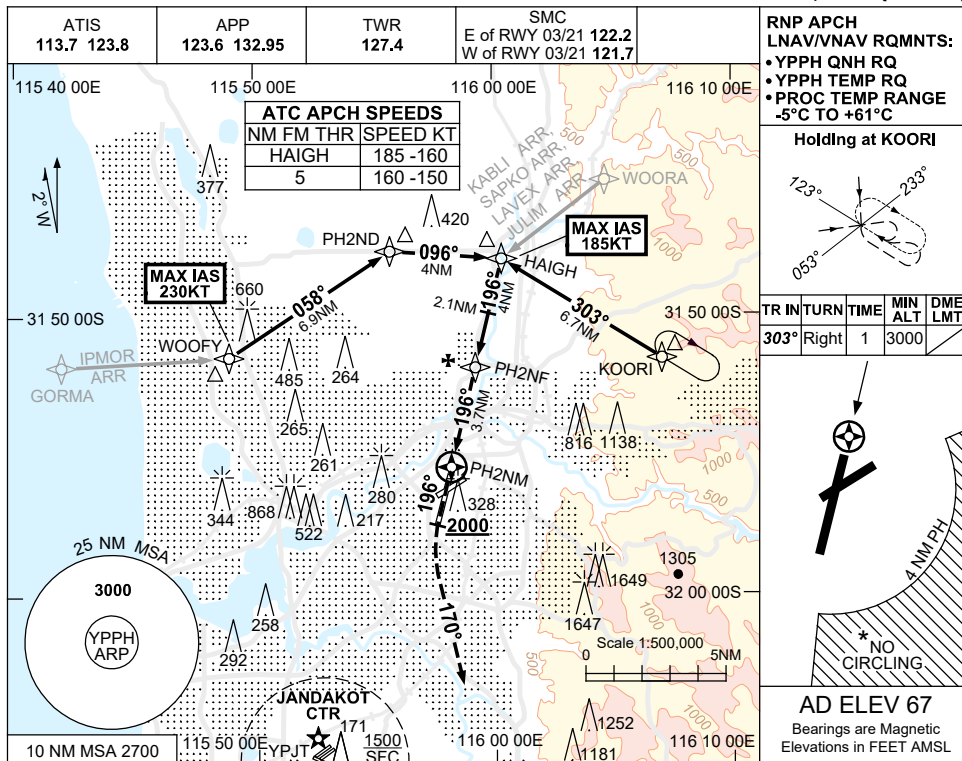 ATIS
113.7 123.8
APP
123.6 132.95
TWR
127.4
SMC
E of RWY 03/21 122.2
W of RWY 03/21 121.7
RNP APCH
LNAV/VNAV RQMNTS:
• YPPH QNH RQ
• YPPH TEMP RQ
• PROC TEMP RANGE
-5°C TO +61°C
115 40 00E
115 50 00E
116 00 00E
116 10 00E
ATC APCH SPEEDS
NM FM THR SPEED KT
HAIGH 185 -160
5 160 -150
2°W
377
420
KABLI ARR,
SAPKO ARR,
LAVEX ARR,
JULIM ARR
500
500
WOORA
1000
PH2ND
096°
4NM
HAIGH
MAX IAS
185KT
MAX IAS
230KT
660
058°
6.9NM
2.1NM
196°
4NM
303°
6.7NM
31 50 00S
31 50 00S
WOOFY
IPMOR
ARR
GORMA
485
264
PH2NF
KOORI
265
196°
3.7NM
816
1138
261
1000
280
PH2NM
196°
328
344
868
522
217
500
2000
25 NM MSA
3000
YPPH
ARP
1305
1649
32 00 00S
1647
1000
258
292
170°
Scale 1:500,000
0 5NM
500
JANDAKOT
CTR
171
YPJT
1500
SFC
1252
1000
1181
10 NM MSA 2700
115 50 00E
116 00 00E
116 10 00E
Holding at KOORI
123°
233°
053°
TR IN TURN TIME MIN ALT DME LMT
303° Right 1 3000
4 NM PH
*NO
CIRCLING
AD ELEV 67
Bearings are Magnetic
Elevations in FEET AMSL